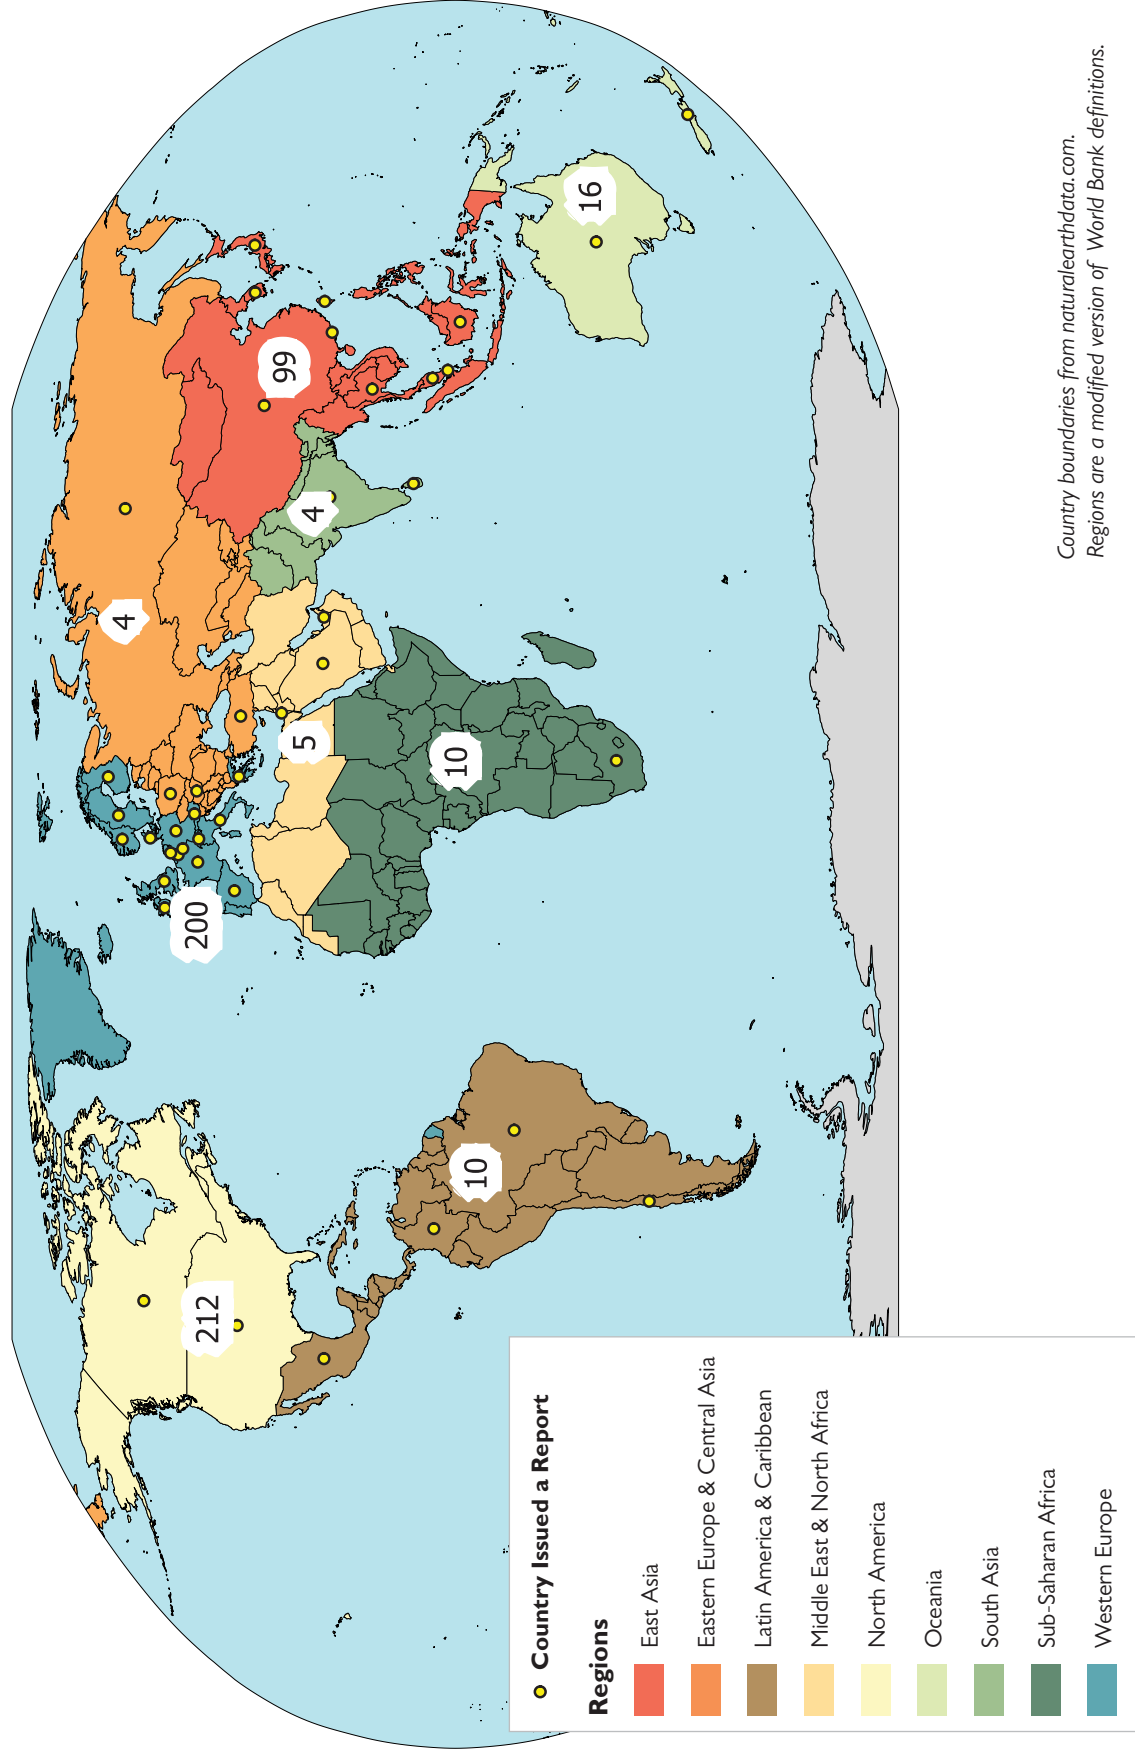 4
200
212
5
4
99
10
10
16
Country Issued a Report
Regions
East Asia
Eastern Europe & Central Asia
Latin America & Caribbean
Middle East & North Africa
North America
Oceania
South Asia
Sub-Saharan Africa
Western Europe
Country boundaries from naturalearthdata.com.
Regions are a modified version of World Bank definitions.